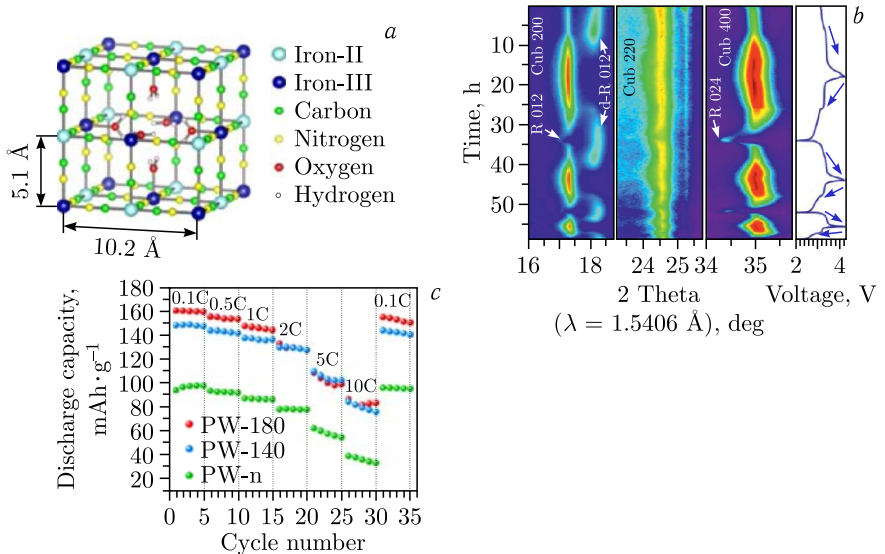 a
Iron-II
Iron-III
Carbon
Nitrogen
Oxygen
Hydrogen
5.1 Å
10.2 Å
b
Time, h
10
20
30
40
50
Cub 200
R 012
d-R 012
Cub 220
Cub 400
R 024
16 18 24 25 34 35 2 4
2 Theta
(λ = 1.5406 Å), deg
Voltage, V
c
Discharge capacity,
mAh·g⁻¹
180
160
140
120
100
80
60
40
20
0.1C 0.5C 1C 2C 5C 10C 0.1C
PW-180
PW-140
PW-n
0 5 10 15 20 25 30 35
Cycle number